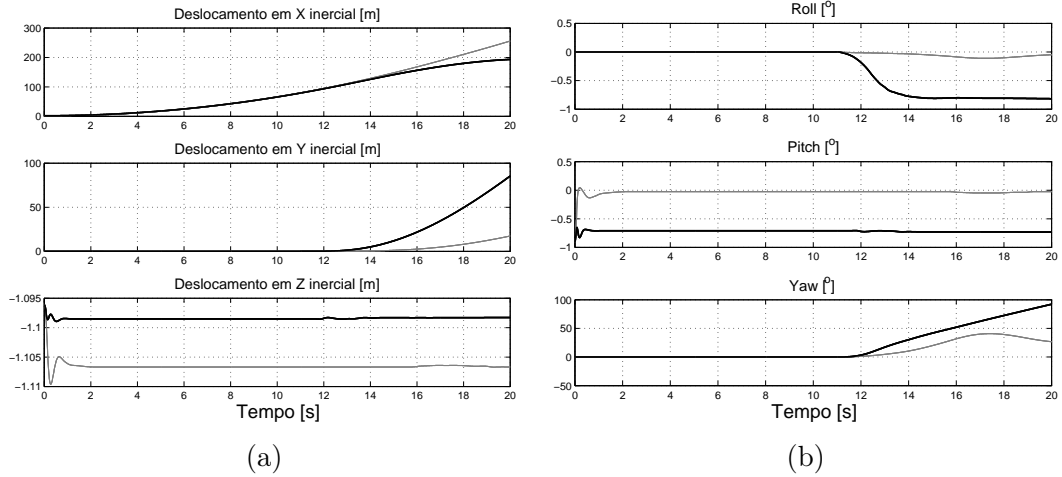 Deslocamento em X inercial [m]
300
200
100
0
0 2 4 6 8 10 12 14 16 18 20
Deslocamento em Y inercial [m]
100
50
0
0 2 4 6 8 10 12 14 16 18 20
Deslocamento em Z inercial [m]
−1.095
−1.1
−1.105
−1.11
0 2 4 6 8 10 12 14 16 18 20
Tempo [s]
(a)
Roll [º]
0.5
0
−0.5
−1
0 2 4 6 8 10 12 14 16 18 20
Pitch [º]
0.5
0
−0.5
−1
0 2 4 6 8 10 12 14 16 18 20
Yaw [º]
100
50
0
−50
0 2 4 6 8 10 12 14 16 18 20
Tempo [s]
(b)